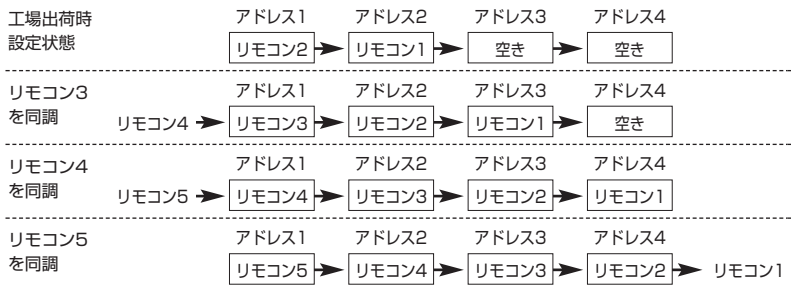 工場出荷時
設定状態
アドレス1 アドレス2 アドレス3 アドレス4
リモコン2 リモコン1 空き 空き
リモコン3
を同調
アドレス1 アドレス2 アドレス3 アドレス4
リモコン4 リモコン3 リモコン2 リモコン1 空き
リモコン4
を同調
アドレス1 アドレス2 アドレス3 アドレス4
リモコン5 リモコン4 リモコン3 リモコン2 リモコン1
リモコン5
を同調
アドレス1 アドレス2 アドレス3 アドレス4
リモコン5 リモコン4 リモコン3 リモコン2 リモコン1